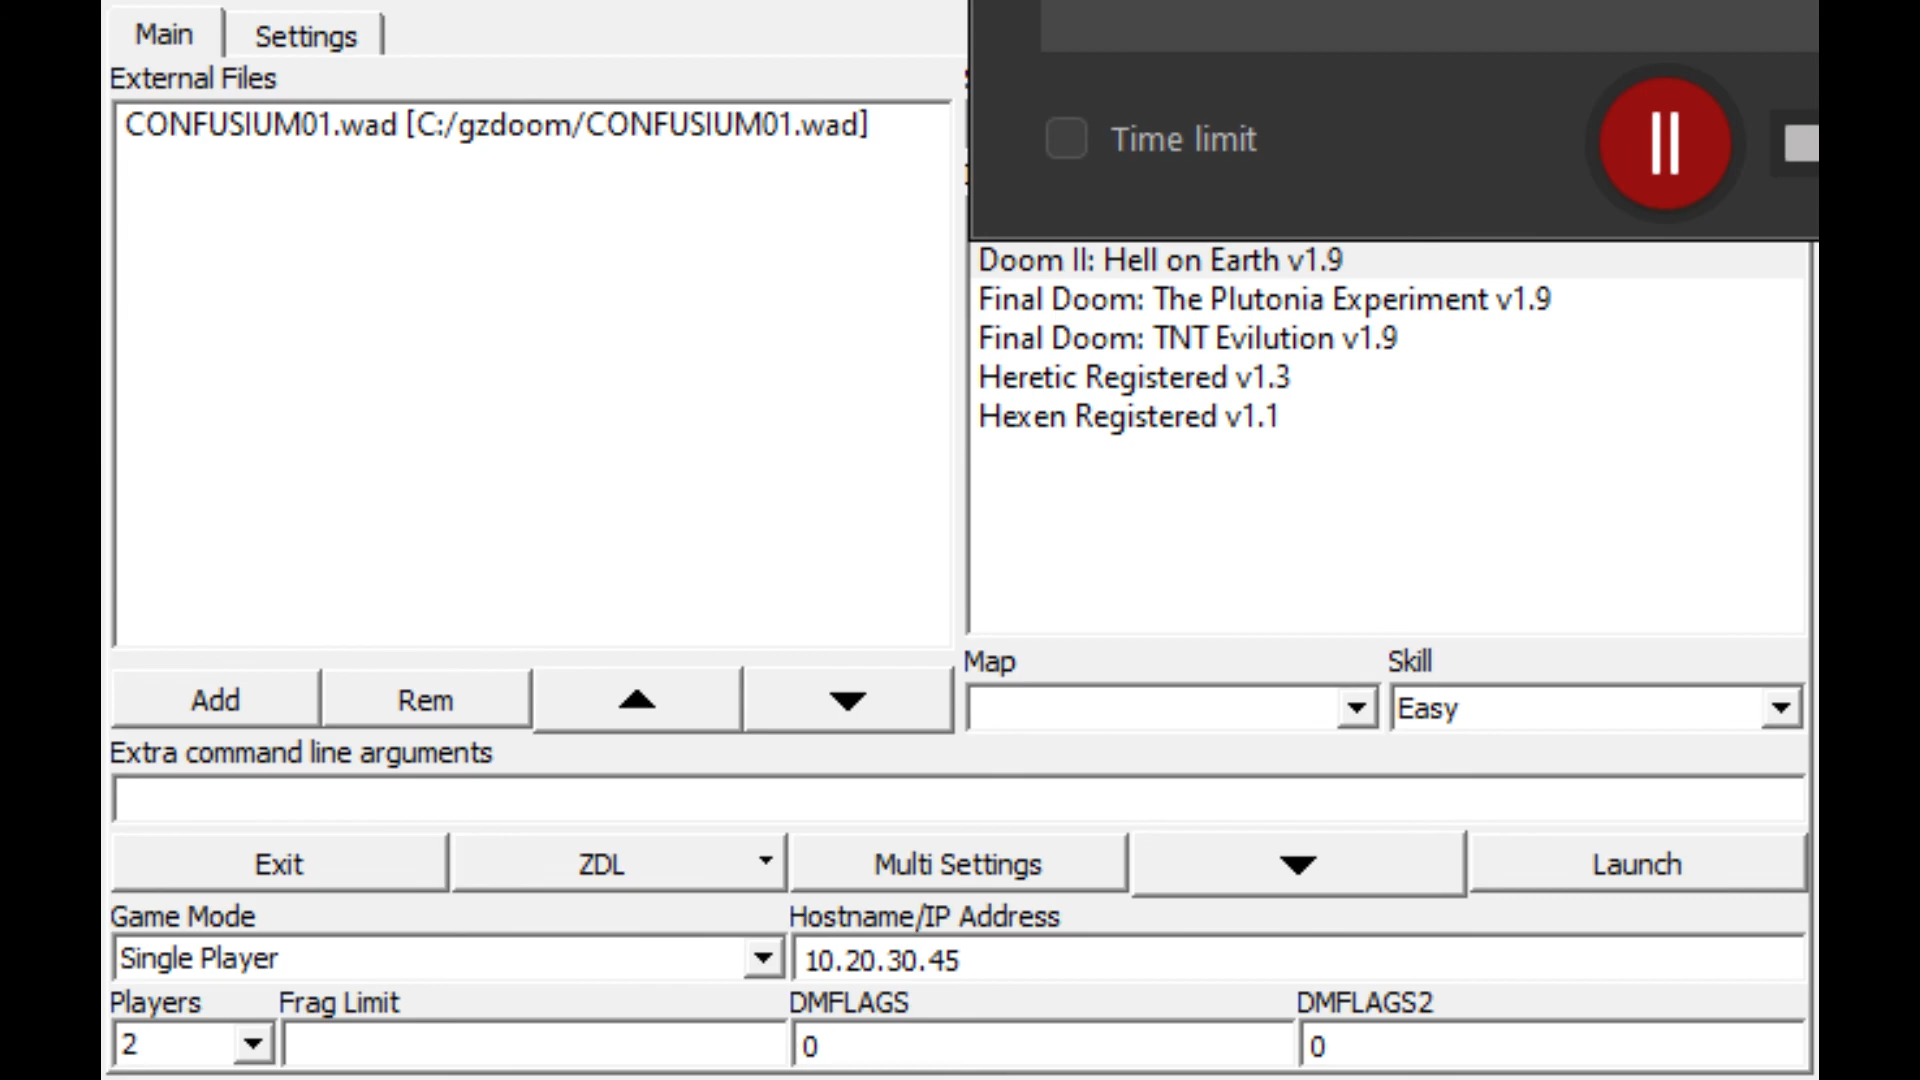 Main
Settings
External Files
CONFUSIUM01.wad [C:/gzdoom/CONFUSIUM01.wad]
Time limit
Doom II: Hell on Earth v1.9
Final Doom: The Plutonia Experiment v1.9
Final Doom: TNT Evilution v1.9
Heretic Registered v1.3
Hexen Registered v1.1
Add
Rem
Map
Skill
Easy
Extra command line arguments
Exit
ZDL
Multi Settings
Launch
Game Mode
Hostname/IP Address
Single Player
10.20.30.45
Players
Frag Limit
DMFLAGS
DMFLAGS2
2
0
0